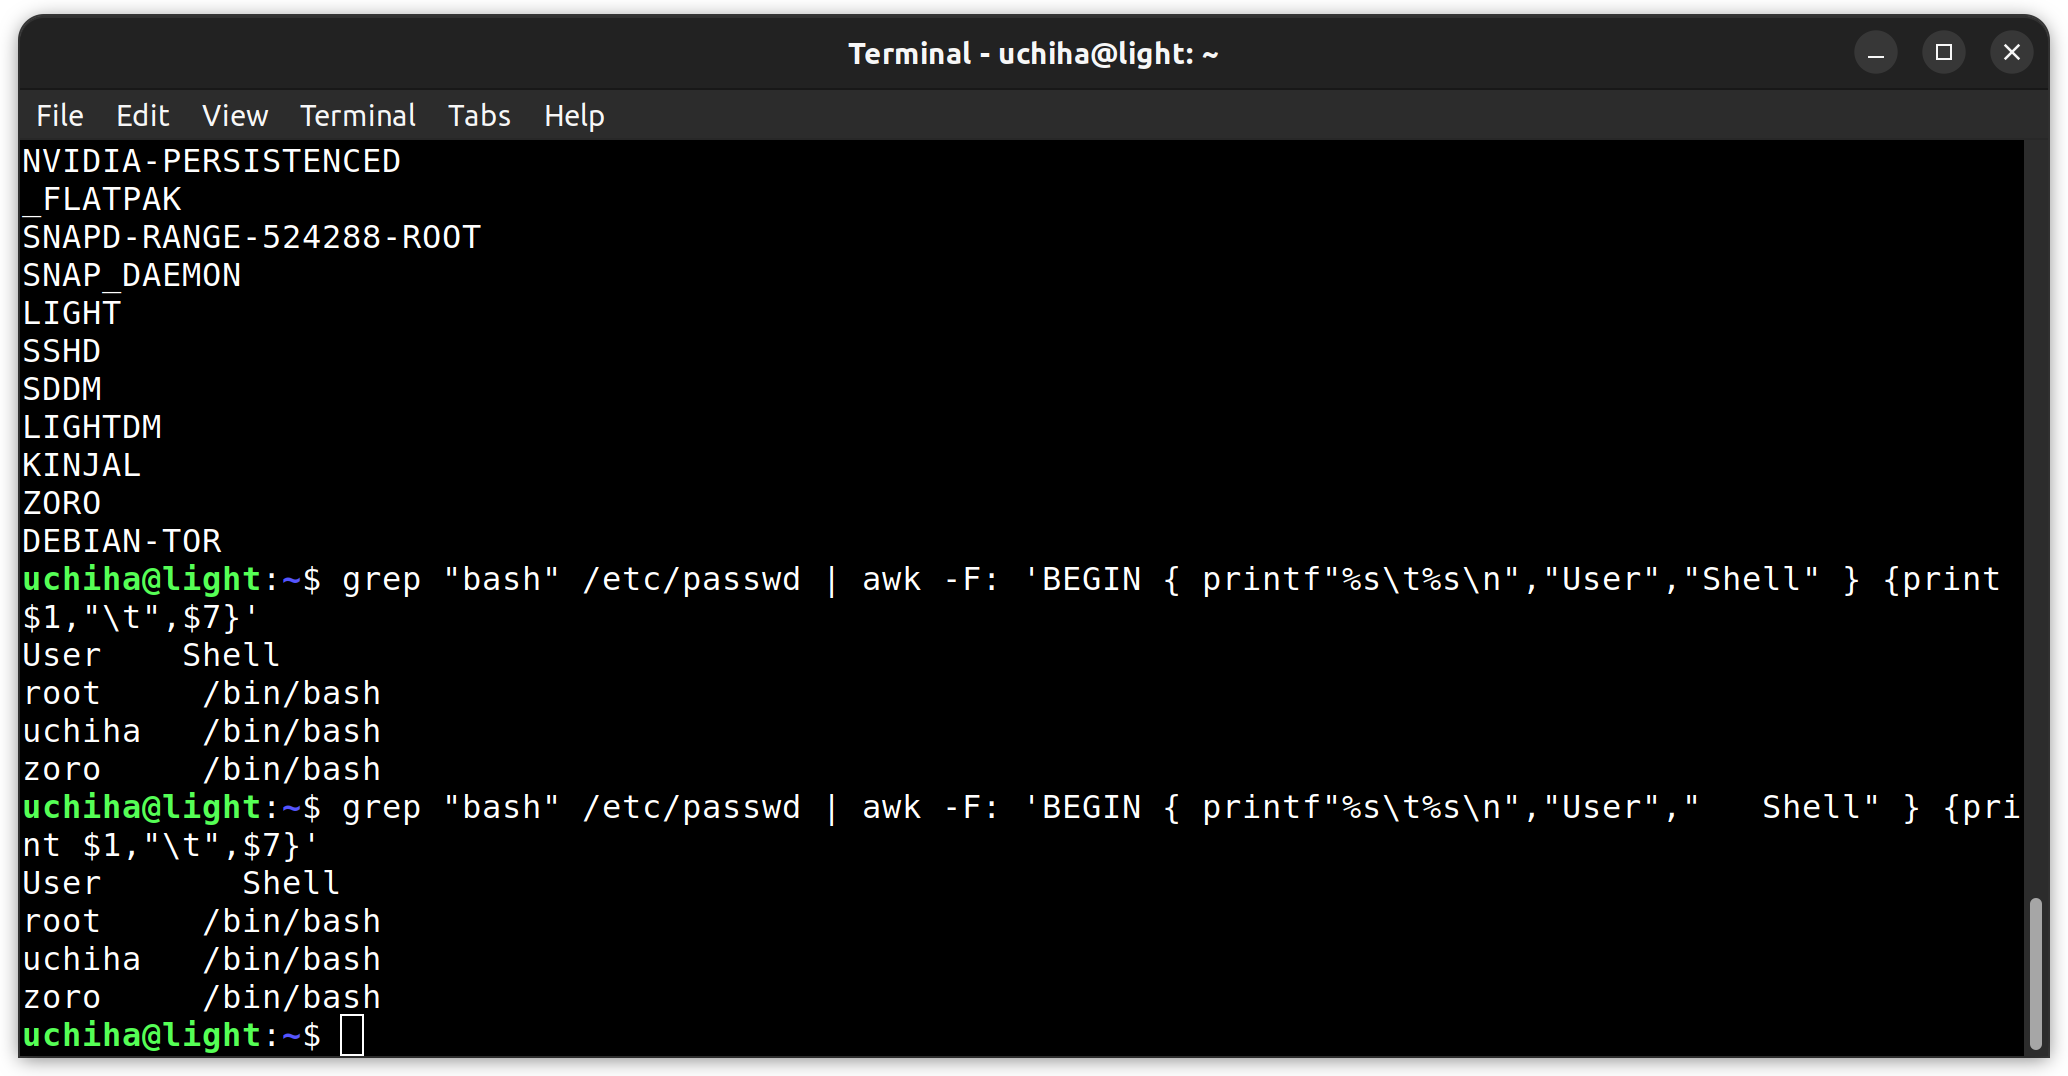 Terminal - uchiha@light: ~
File Edit View Terminal Tabs Help
NVIDIA-PERSISTENCED
_FLATPAK
SNAPD-RANGE-524288-ROOT
SNAP_DAEMON
LIGHT
SSHD
SDDM
LIGHTDM
KINJAL
ZORO
DEBIAN-TOR
uchiha@light:~$ grep "bash" /etc/passwd | awk -F: 'BEGIN { printf"%s\t%s\n","User","Shell" } {print
$1,"\t",$7}'
User    Shell
root     /bin/bash
uchiha   /bin/bash
zoro     /bin/bash
uchiha@light:~$ grep "bash" /etc/passwd | awk -F: 'BEGIN { printf"%s\t%s\n","User","   Shell" } {pri
nt $1,"\t",$7}'
User       Shell
root     /bin/bash
uchiha   /bin/bash
zoro     /bin/bash
uchiha@light:~$